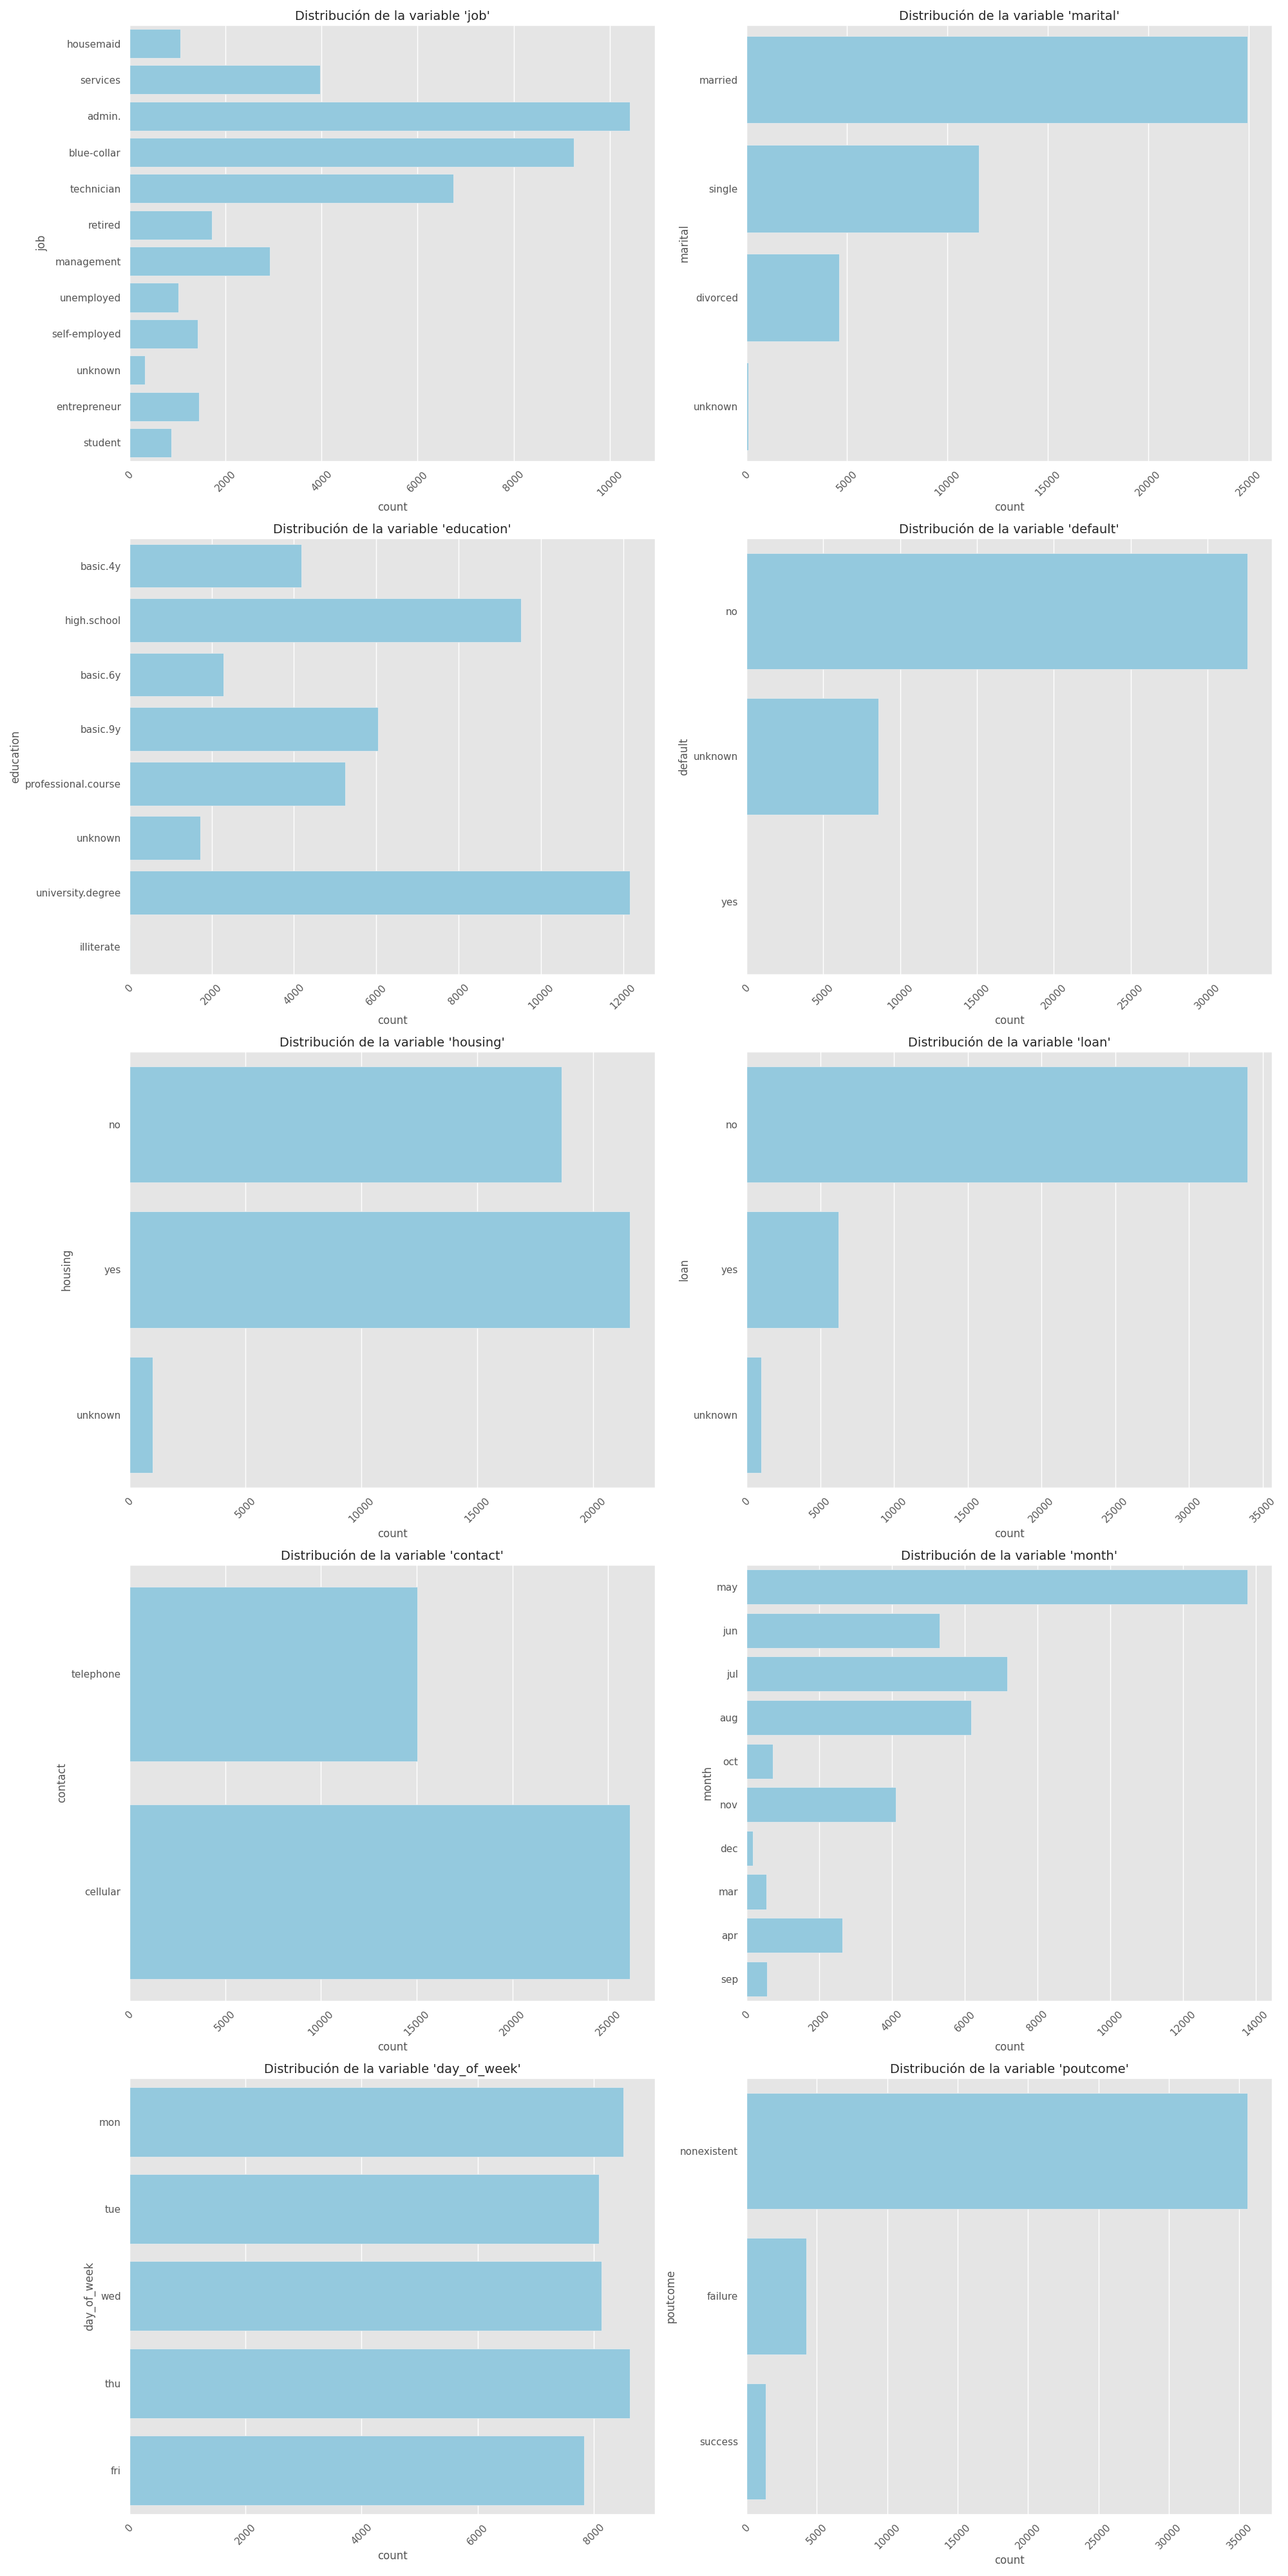 Distribución de la variable 'job'
housemaid
services
admin.
blue-collar
technician
retired
management
unemployed
self-employed
unknown
entrepreneur
student
job
0 2000 4000 6000 8000 10000
count
Distribución de la variable 'marital'
married
single
divorced
unknown
marital
0 5000 10000 15000 20000 25000
count
Distribución de la variable 'education'
basic.4y
high.school
basic.6y
basic.9y
professional.course
unknown
university.degree
illiterate
education
0 2000 4000 6000 8000 10000 12000
count
Distribución de la variable 'default'
no
unknown
yes
default
0 5000 10000 15000 20000 25000 30000
count
Distribución de la variable 'housing'
no
yes
unknown
housing
0 5000 10000 15000 20000
count
Distribución de la variable 'loan'
no
yes
unknown
loan
0 5000 10000 15000 20000 25000 30000 35000
count
Distribución de la variable 'contact'
telephone
cellular
contact
0 5000 10000 15000 20000 25000
count
Distribución de la variable 'month'
may
jun
jul
aug
oct
nov
dec
mar
apr
sep
month
0 2000 4000 6000 8000 10000 12000 14000
count
Distribución de la variable 'day_of_week'
mon
tue
wed
thu
fri
day_of_week
0 2000 4000 6000 8000
count
Distribución de la variable 'poutcome'
nonexistent
failure
success
poutcome
0 5000 10000 15000 20000 25000 30000 35000
count